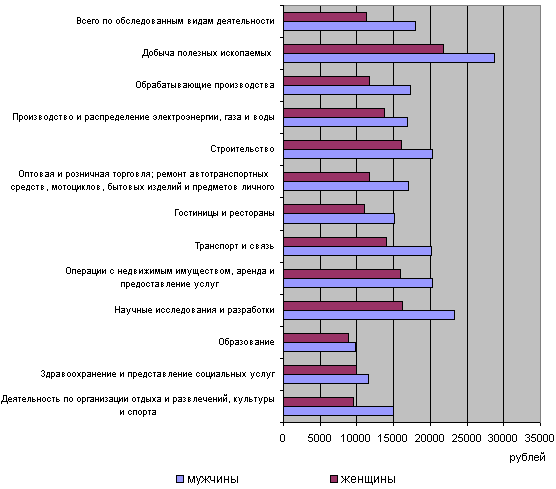 Всего по обследованным видам деятельности
Добыча полезных ископаемых
Обрабатывающие производства
Производство и распределение электроэнергии, газа и воды
Строительство
Оптовая и розничная торговля; ремонт автотранспортных
средств, мотоциклов, бытовых изделий и предметов личного
Гостиницы и рестораны
Транспорт и связь
Операции с недвижимым имуществом, аренда и
предоставление услуг
Научные исследования и разработки
Образование
Здравоохранение и представление социальных услуг
Деятельность по организации отдыха и развлечений, культуры
и спорта
0 5000 10000 15000 20000 25000 30000 35000
рублей
мужчины женщины